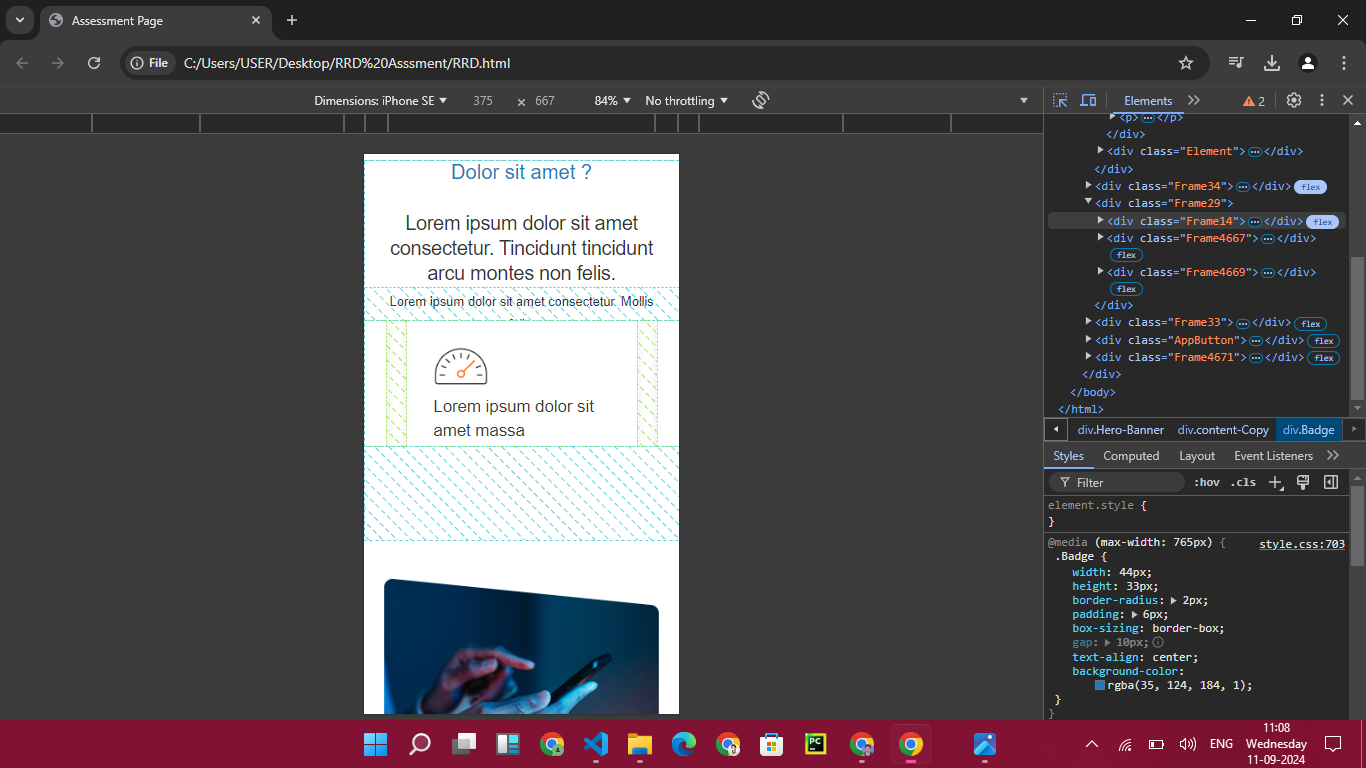 Assessment Page
File
C:/Users/USER/Desktop/RRD%20Asssment/RRD.html
Dimensions: iPhone SE
375
×
667
84%
No throttling
Elements
2
Dolor sit amet ?
Lorem ipsum dolor sit amet
consectetur. Tincidunt tincidunt
arcu montes non felis.
Lorem ipsum dolor sit amet consectetur. Mollis
Lorem ipsum dolor sit
amet massa
<p>…</p>
</div>
<div class="Element">…</div>
</div>
<div class="Frame34">…</div> flex
<div class="Frame29">
<div class="Frame14">…</div> flex
<div class="Frame4667">…</div>
flex
<div class="Frame4669">…</div>
flex
</div>
<div class="Frame33">…</div> flex
<div class="AppButton">…</div> flex
<div class="Frame4671">…</div> flex
</div>
</body>
</html>
div.Hero-Banner
div.content-Copy
div.Badge
Styles
Computed
Layout
Event Listeners
Filter
:hov
.cls
element.style {
}
@media (max-width: 765px) {
style.css:703
.Badge {
width: 44px;
height: 33px;
border-radius: 2px;
padding: 6px;
box-sizing: border-box;
gap: 10px;
text-align: center;
background-color:
rgba(35, 124, 184, 1);
}
}
PC
ENG
11:08
Wednesday
11-09-2024